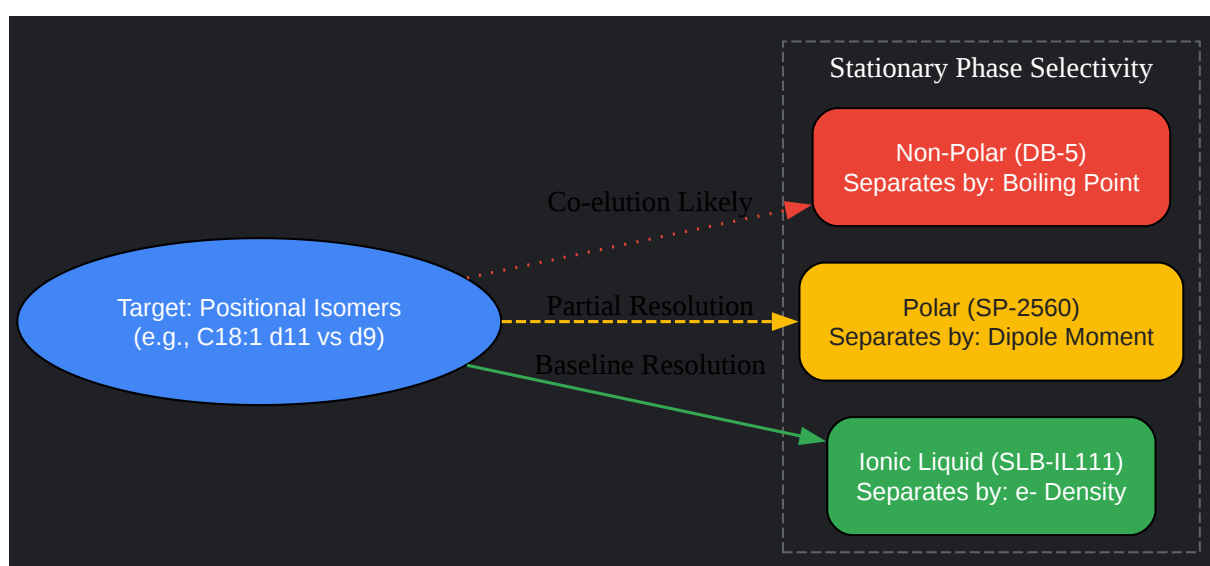 Stationary Phase Selectivity
Non-Polar (DB-5)
Separates by: Boiling Point
Co-elution Likely
Target: Positional Isomers
(e.g., C18:1 d11 vs d9)
Partial Resolution
Polar (SP-2560)
Separates by: Dipole Moment
Baseline Resolution
Ionic Liquid (SLB-IL111)
Separates by: e- Density